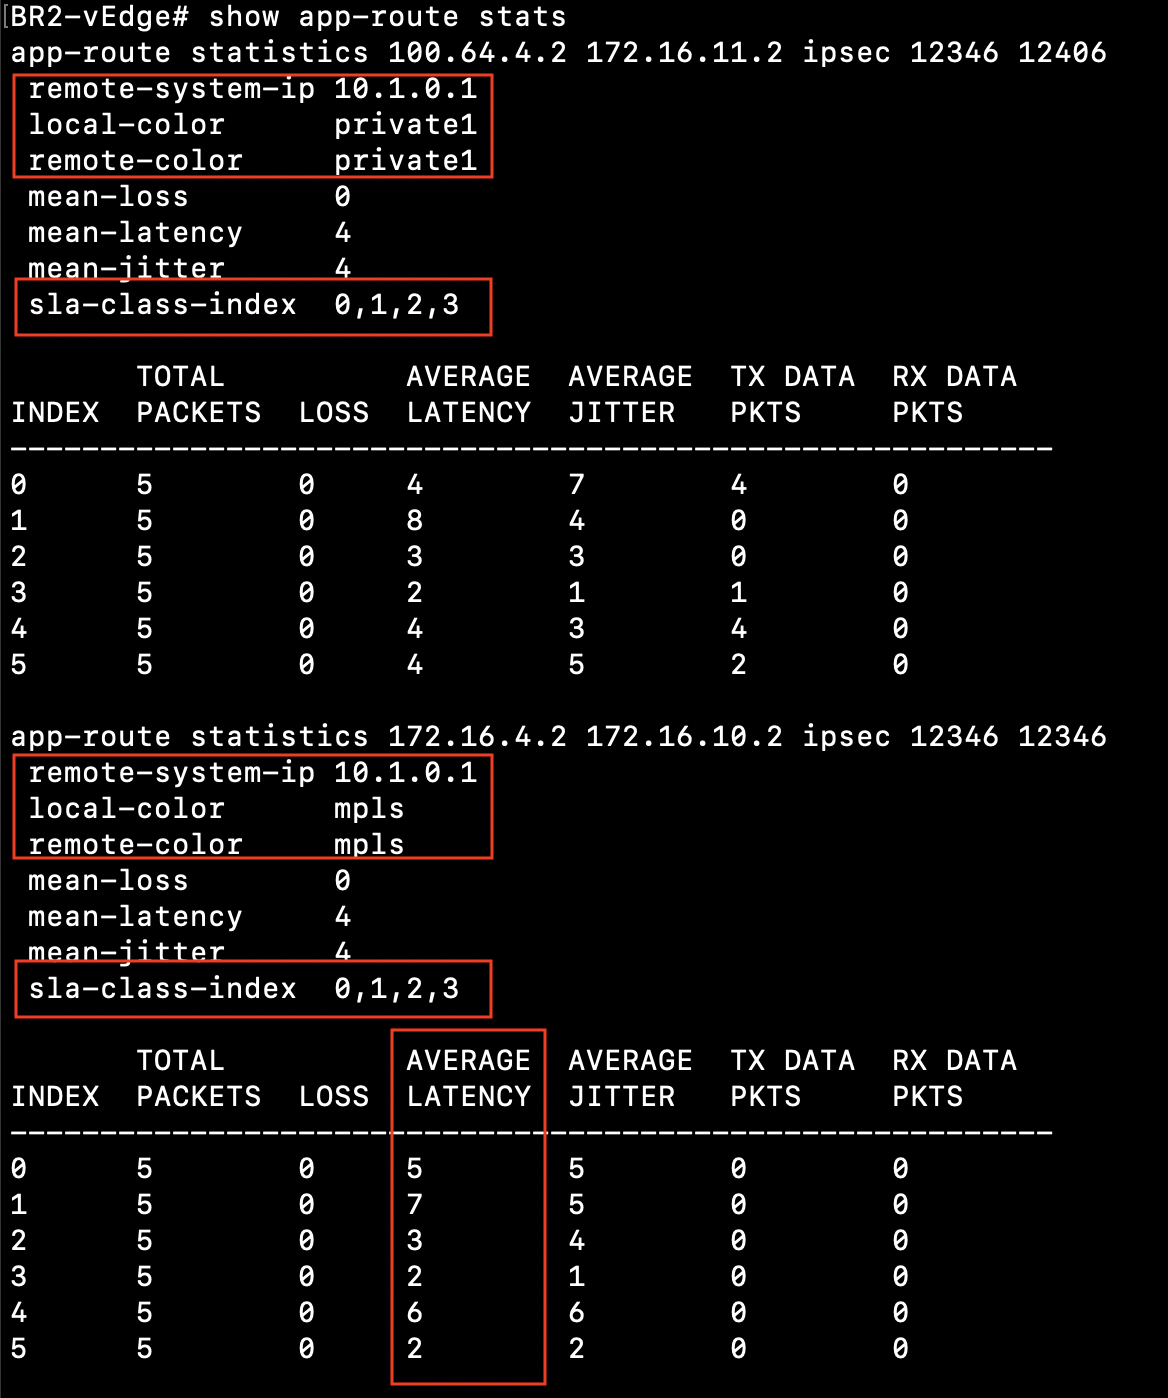 [BR2-vEdge# show app-route stats
app-route statistics 100.64.4.2 172.16.11.2 ipsec 12346 12406
remote-system-ip 10.1.0.1
local-color private1
remote-color private1
mean-loss 0
mean-latency 4
mean-jitter 4
sla-class-index 0,1,2,3
TOTAL AVERAGE AVERAGE TX DATA RX DATA
INDEX PACKETS LOSS LATENCY JITTER PKTS PKTS
----------------------------------------------------------
0 5 0 4 7 4 0
1 5 0 8 4 0 0
2 5 0 3 3 0 0
3 5 0 2 1 1 0
4 5 0 4 3 4 0
5 5 0 4 5 2 0
app-route statistics 172.16.4.2 172.16.10.2 ipsec 12346 12346
remote-system-ip 10.1.0.1
local-color mpls
remote-color mpls
mean-loss 0
mean-latency 4
mean-jitter 4
sla-class-index 0,1,2,3
TOTAL AVERAGE AVERAGE TX DATA RX DATA
INDEX PACKETS LOSS LATENCY JITTER PKTS PKTS
----------------------------------------------------------
0 5 0 5 5 0 0
1 5 0 7 5 0 0
2 5 0 3 4 0 0
3 5 0 2 1 0 0
4 5 0 6 6 0 0
5 5 0 2 2 0 0